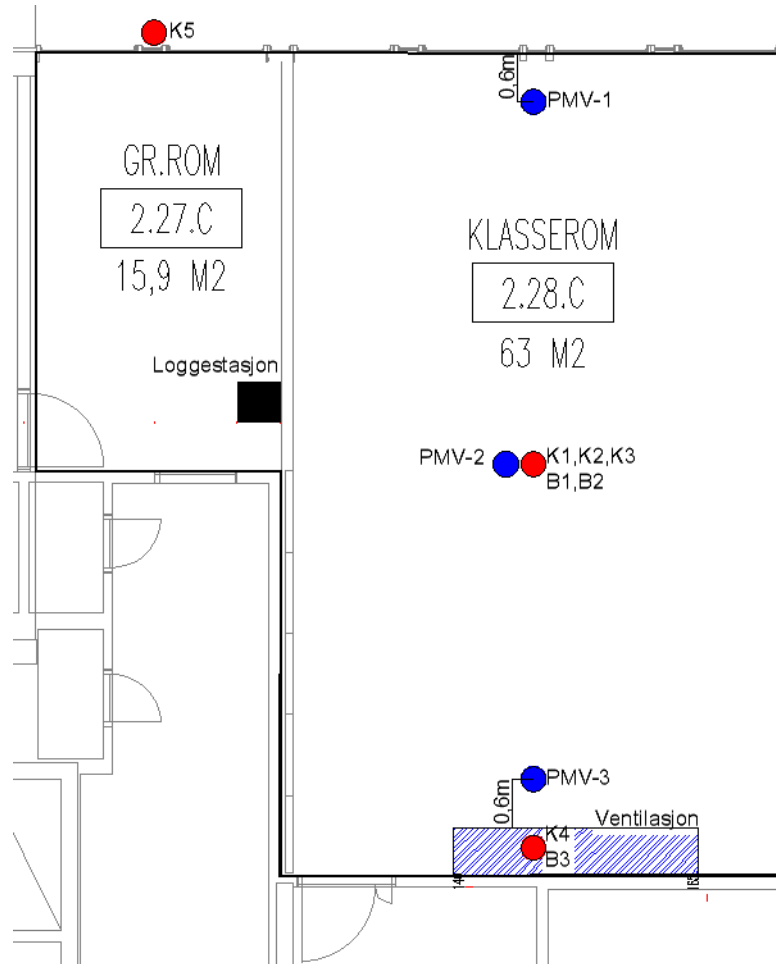 K5
0,6m
PMV-1
GR.ROM
2.27.C
15,9 M2
KLASSEROM
2.28.C
63 M2
Loggestasjon
PMV-2
K1,K2,K3
B1,B2
PMV-3
0,6m
Ventilasjon
K4
B3